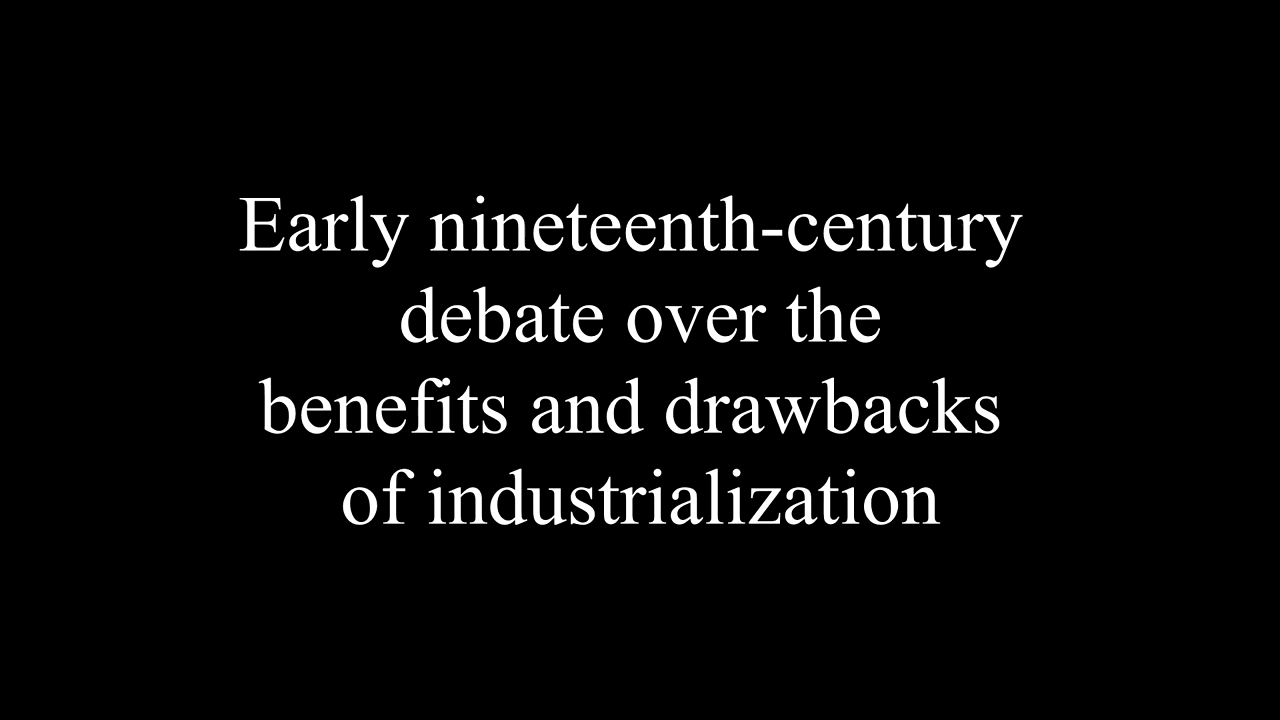 Early nineteenth-century
debate over the
benefits and drawbacks
of industrialization